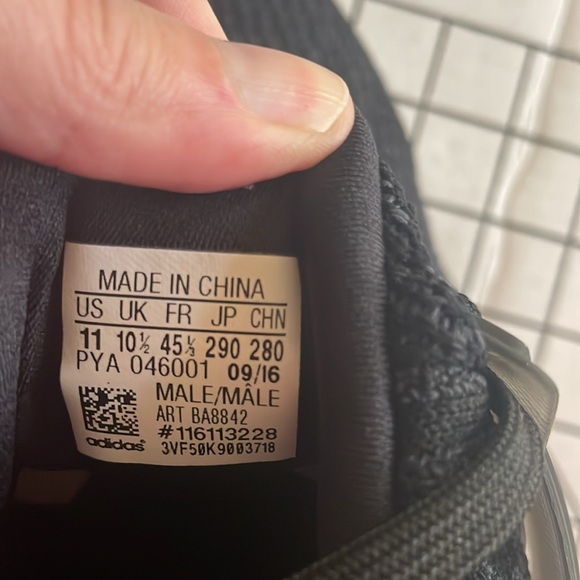 MADE IN CHINA
US UK FR JP CHN
11 10½ 45⅓ 290 280
PYA 046001 09/16
MALE/MÂLE
ART BA8842
#116113228
adidas 3VF50K9003718